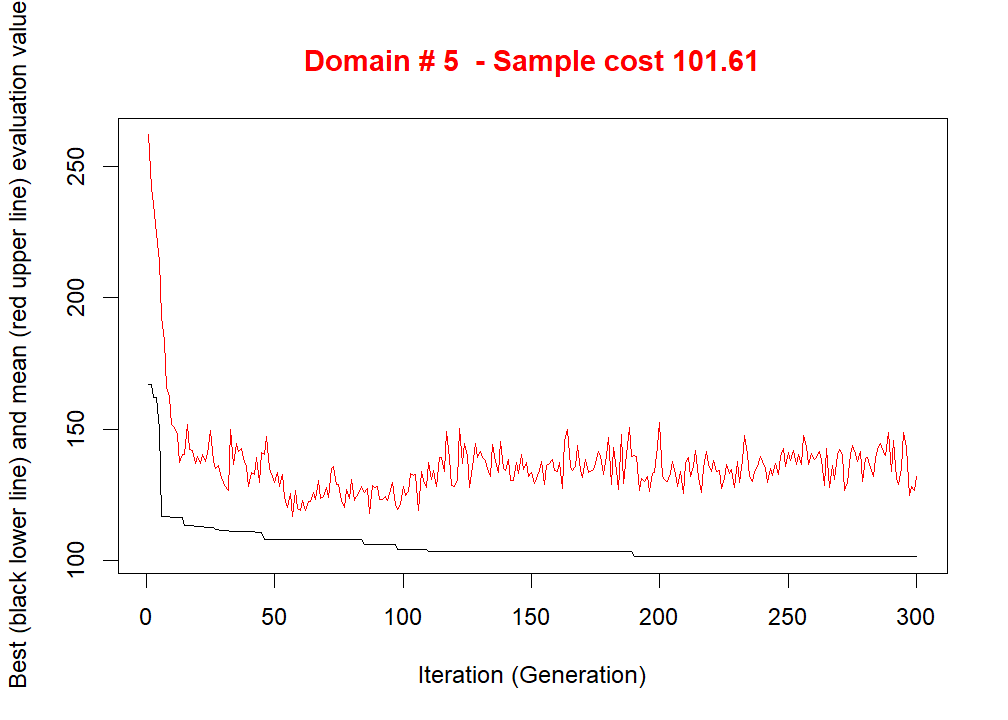 Domain # 5  - Sample cost 101.61
Best (black lower line) and mean (red upper line) evaluation value
250
200
150
100
0 50 100 150 200 250 300
Iteration (Generation)